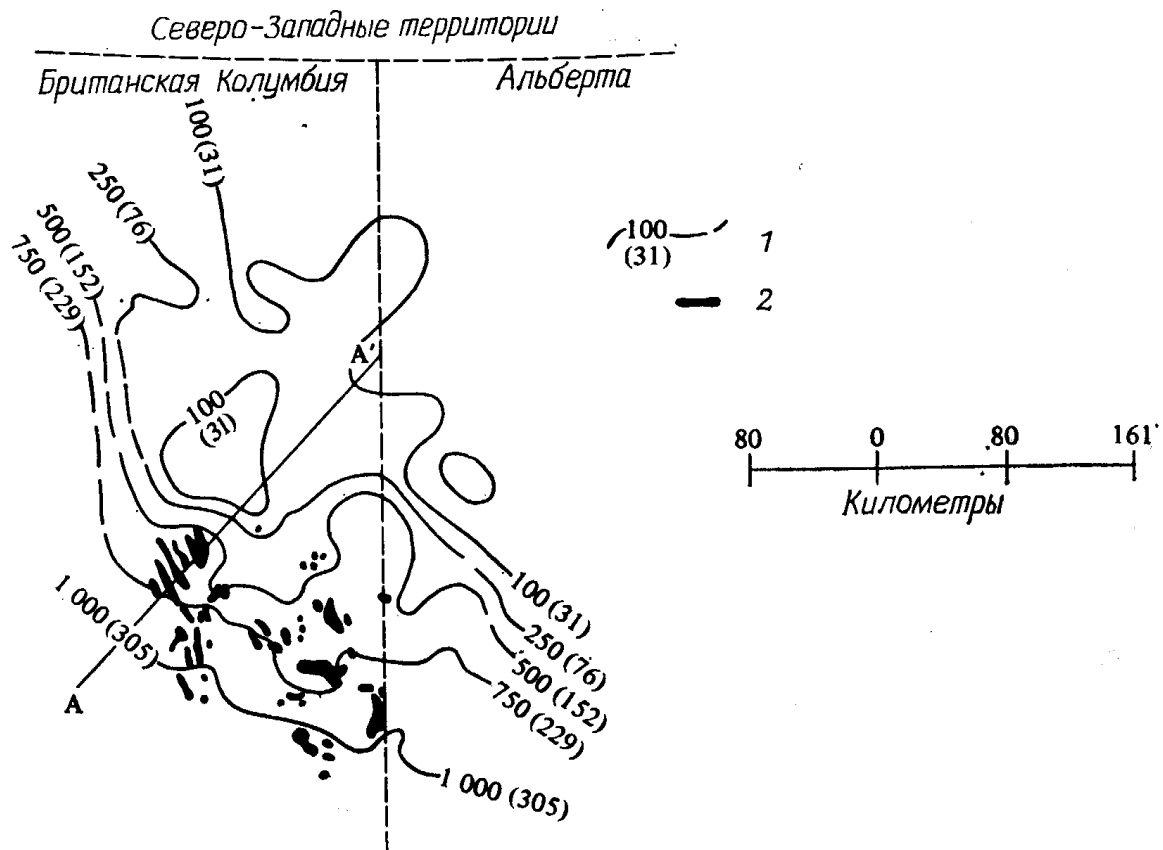 Северо-Западные территории
Британская Колумбия
Альберта
100 (31)
250 (76)
500 (152)
750 (229)
100
(31)
1
2
A'
100
(31)
80 0 80 161
Километры
1 000 (305)
A
100 (31)
250 (76)
500 (152)
750 (229)
1 000 (305)